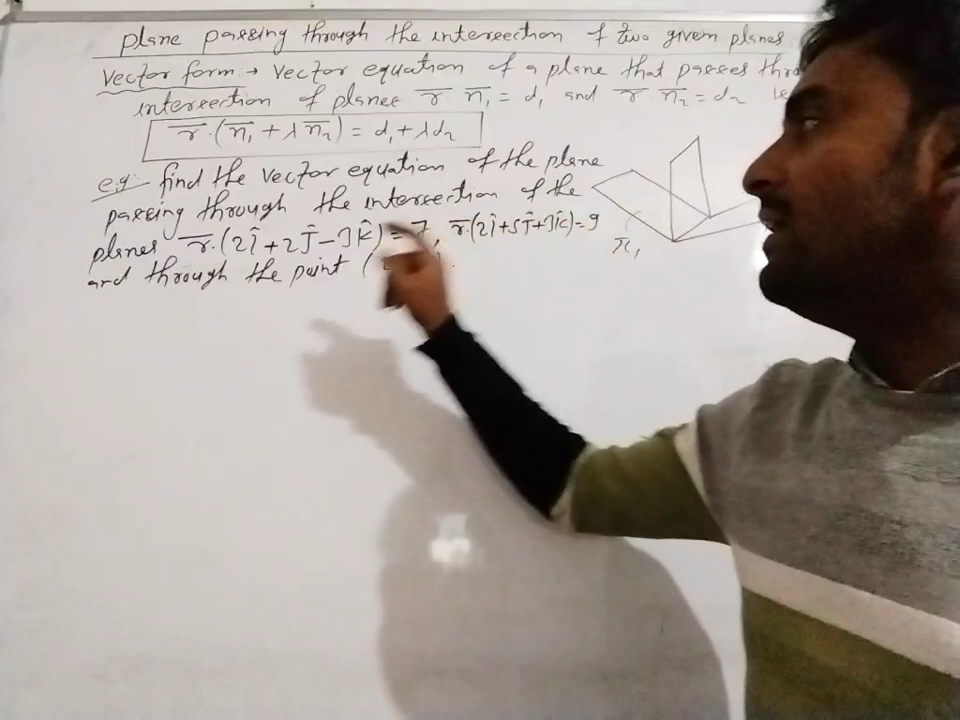 plane passing through the intersection of two given planes
Vector form → Vector equation of a plane that passes
intersection of planes r̅ . n̅₁ = d₁ and r̅ . n̅₂ = d₂
r̅ . (n̅₁ + λ n̅₂) = d₁ + λd₂
e.g. find the vector equation of the plane
passing through the intersection of the
planes r̅ . (2î + 2ĵ - 3k̂) = 7, r̅ . (2î + 5ĵ + 3k̂) = 9
and through the point (
π₁